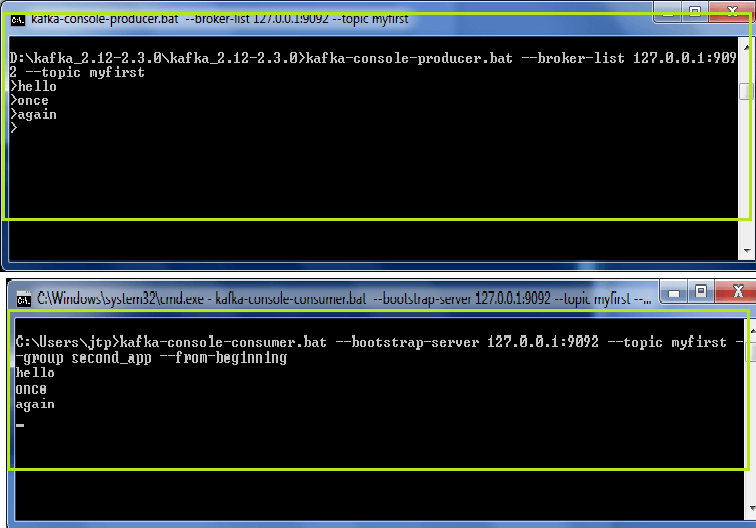 kafka-console-producer.bat --broker-list 127.0.0.1:9092 --topic myfirst
D:\kafka_2.12-2.3.0\kafka_2.12-2.3.0>kafka-console-producer.bat --broker-list 127.0.0.1:909
2 --topic myfirst
>hello
>once
>again
>
C:\Windows\system32\cmd.exe - kafka-console-consumer.bat --bootstrap-server 127.0.0.1:9092 --topic myfirst --...
C:\Users\jtp>kafka-console-consumer.bat --bootstrap-server 127.0.0.1:9092 --topic myfirst -
-group second_app --from-beginning
hello
once
again